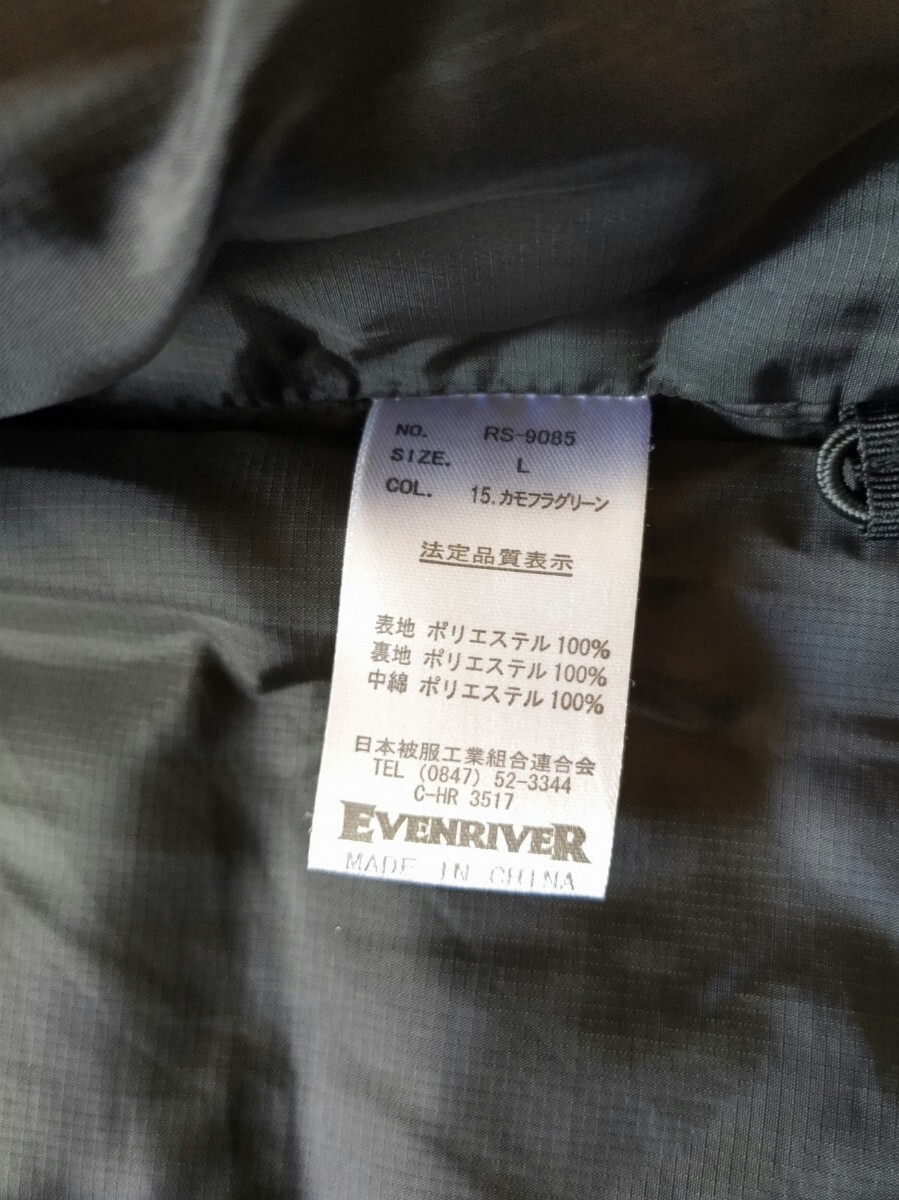 NO. RS-9085
SIZE. L
COL. 15.カモフラグリーン
法定品質表示
表地 ポリエステル 100%
裏地 ポリエステル 100%
中綿 ポリエステル 100%
日本被服工業組合連合会
TEL (0847) 52-3344
C-HR 3517
EVENRIVER
MADE IN CHINA